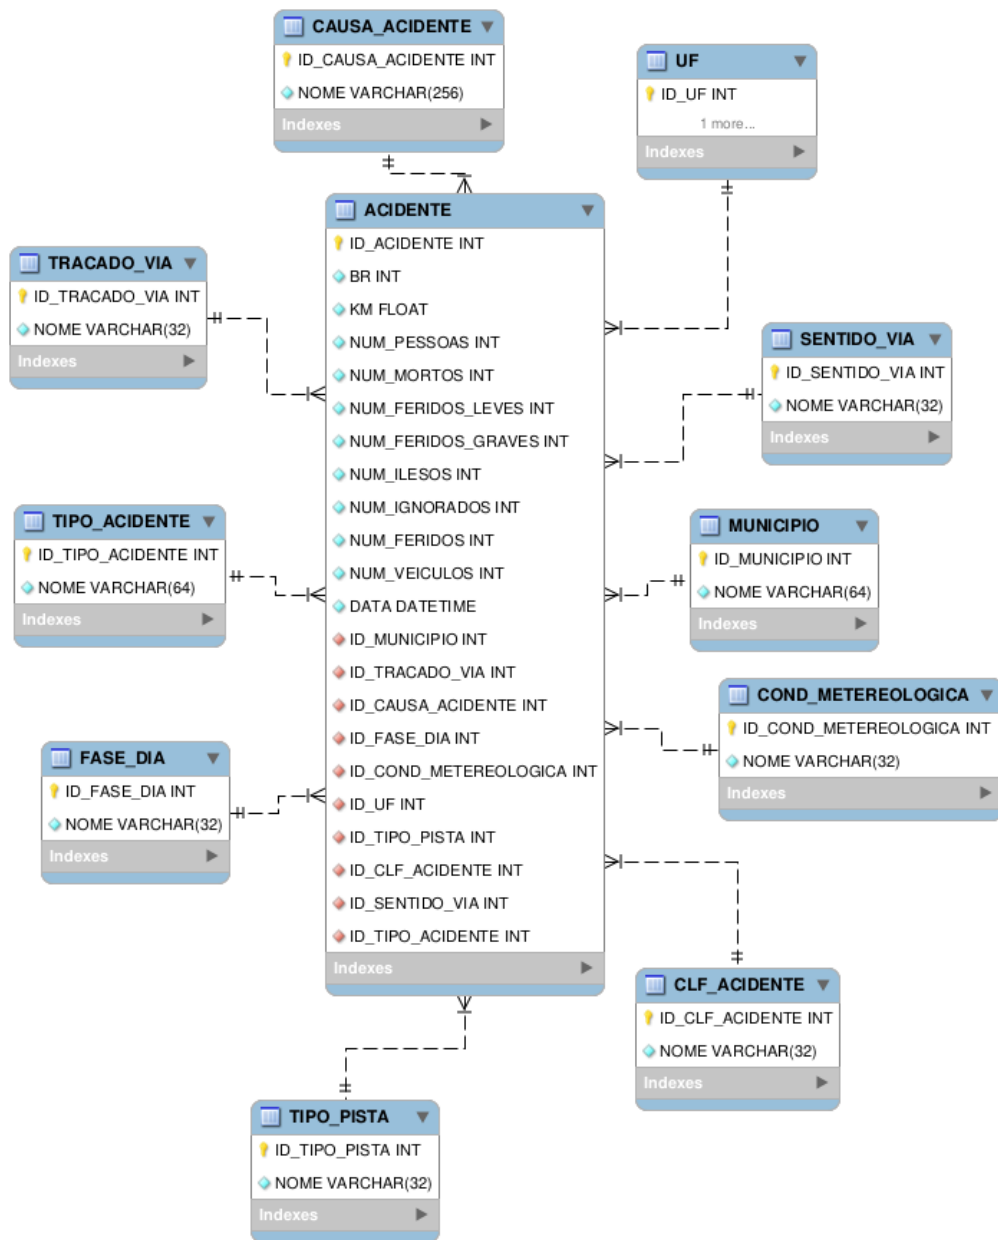 CAUSA_ACIDENTE
ID_CAUSA_ACIDENTE INT
NOME VARCHAR(256)
Indexes
UF
ID_UF INT
1 more...
Indexes
ACIDENTE
ID_ACIDENTE INT
BR INT
KM FLOAT
NUM_PESSOAS INT
NUM_MORTOS INT
NUM_FERIDOS_LEVES INT
NUM_FERIDOS_GRAVES INT
NUM_ILESOS INT
NUM_IGNORADOS INT
NUM_FERIDOS INT
NUM_VEICULOS INT
DATA DATETIME
ID_MUNICIPIO INT
ID_TRACADO_VIA INT
ID_CAUSA_ACIDENTE INT
ID_FASE_DIA INT
ID_COND_METEREOLOGICA INT
ID_UF INT
ID_TIPO_PISTA INT
ID_CLF_ACIDENTE INT
ID_SENTIDO_VIA INT
ID_TIPO_ACIDENTE INT
Indexes
TRACADO_VIA
ID_TRACADO_VIA INT
NOME VARCHAR(32)
Indexes
SENTIDO_VIA
ID_SENTIDO_VIA INT
NOME VARCHAR(32)
Indexes
TIPO_ACIDENTE
ID_TIPO_ACIDENTE INT
NOME VARCHAR(64)
Indexes
MUNICIPIO
ID_MUNICIPIO INT
NOME VARCHAR(64)
Indexes
COND_METEREOLOGICA
ID_COND_METEREOLOGICA INT
NOME VARCHAR(32)
Indexes
FASE_DIA
ID_FASE_DIA INT
NOME VARCHAR(32)
Indexes
CLF_ACIDENTE
ID_CLF_ACIDENTE INT
NOME VARCHAR(32)
Indexes
TIPO_PISTA
ID_TIPO_PISTA INT
NOME VARCHAR(32)
Indexes